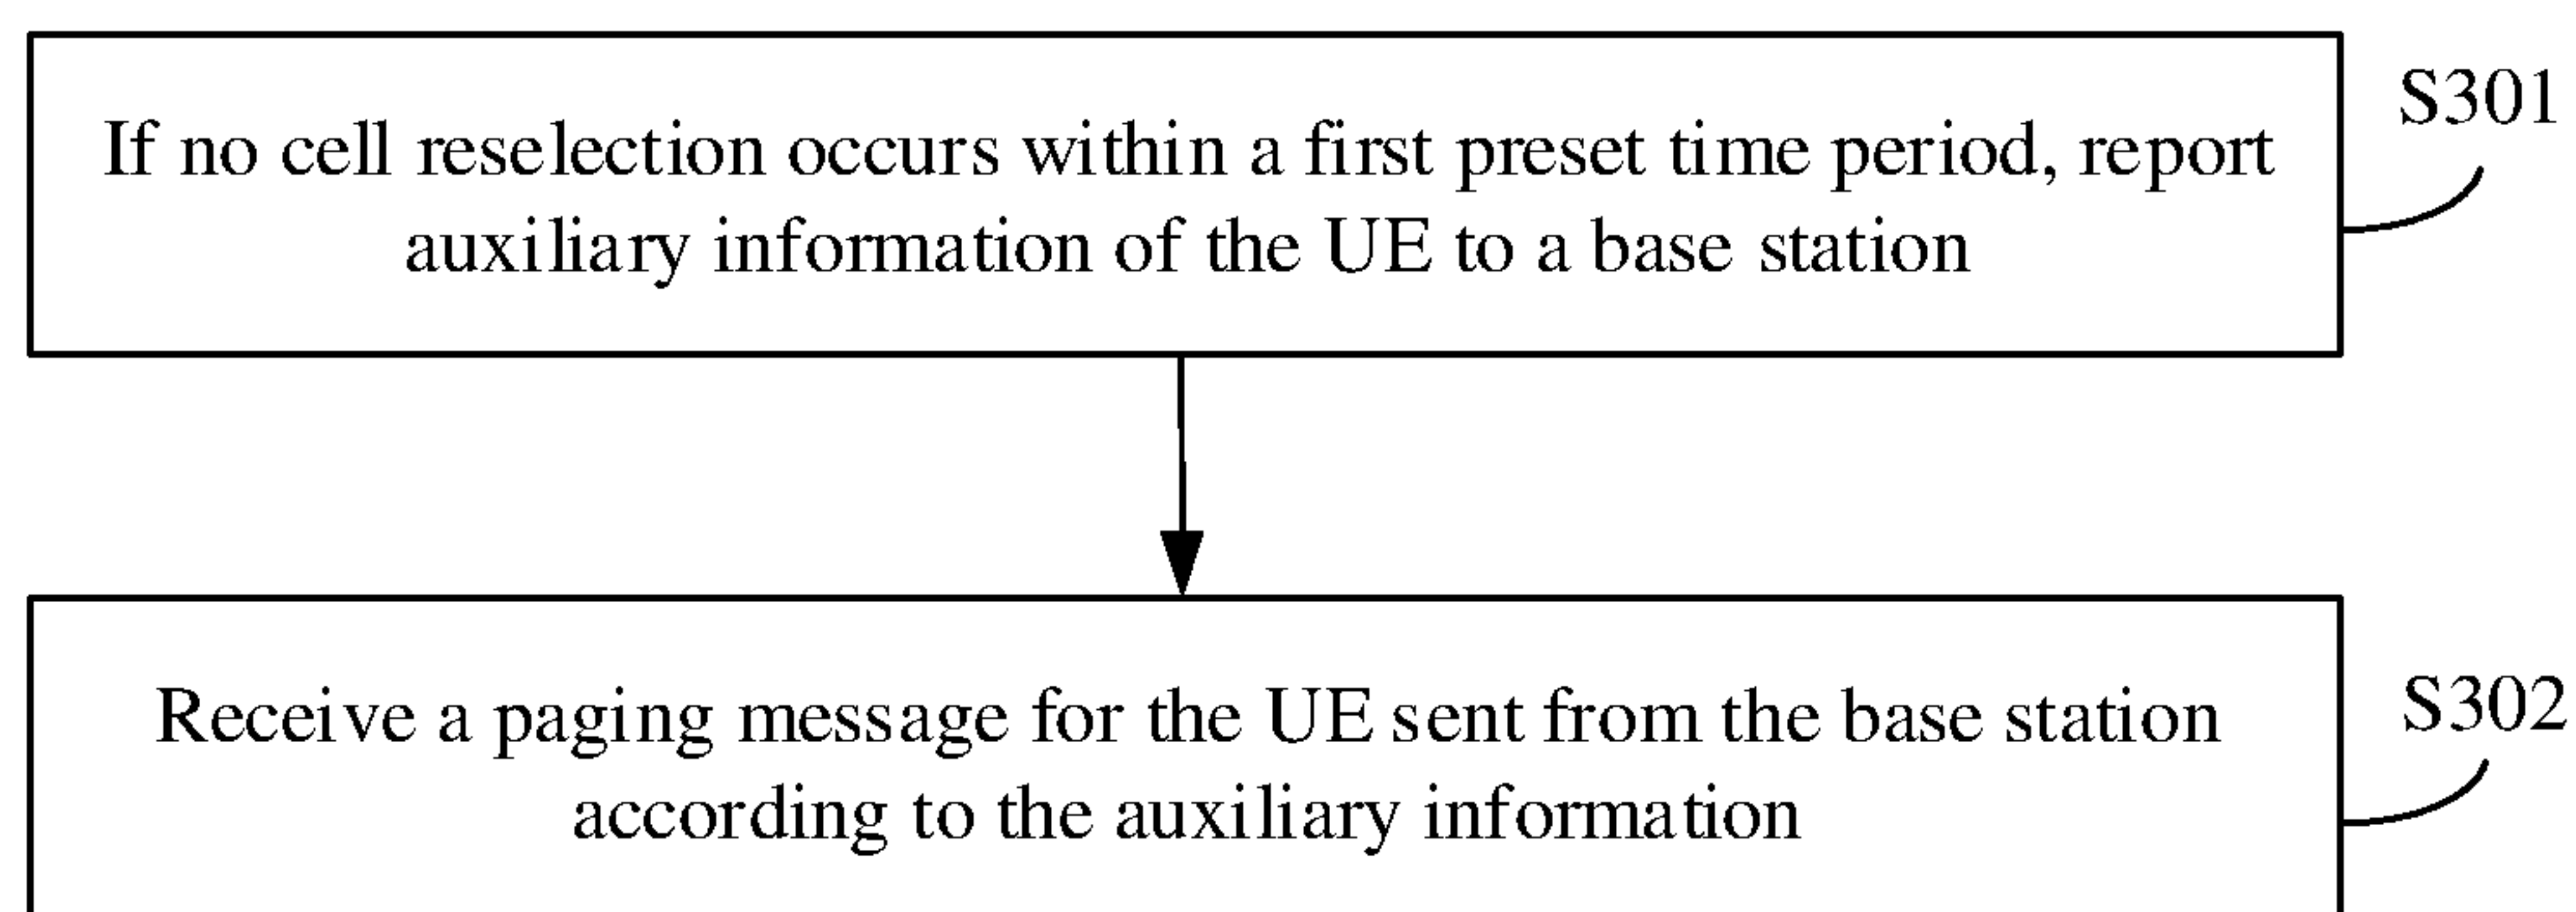 If no cell reselection occurs within a first preset time period, report
auxiliary information of the UE to a base station
S301
Receive a paging message for the UE sent from the base station
according to the auxiliary information
S302